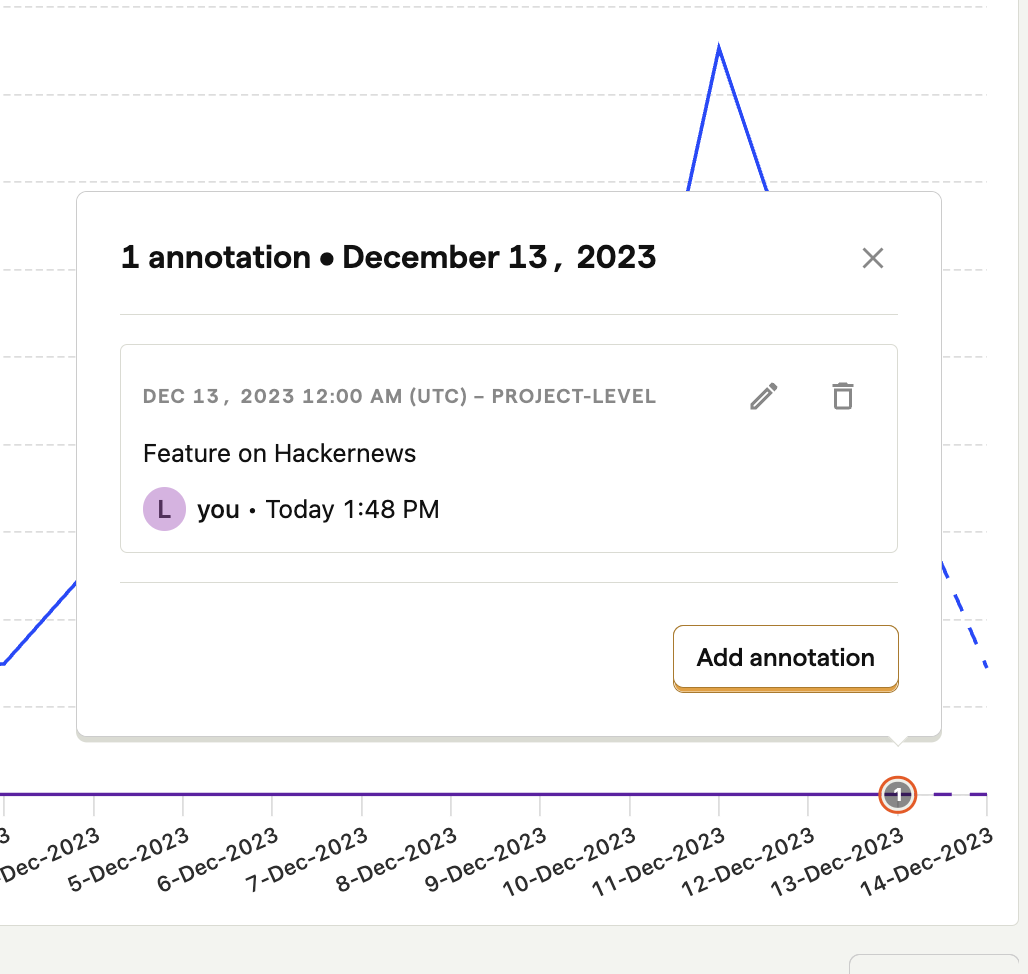 1 annotation • December 13, 2023
DEC 13, 2023 12:00 AM (UTC) – PROJECT-LEVEL
Feature on Hackernews
L you • Today 1:48 PM
Add annotation
1
3
-Dec-2023
5-Dec-2023
6-Dec-2023
7-Dec-2023
8-Dec-2023
9-Dec-2023
10-Dec-2023
11-Dec-2023
12-Dec-2023
13-Dec-2023
14-Dec-2023